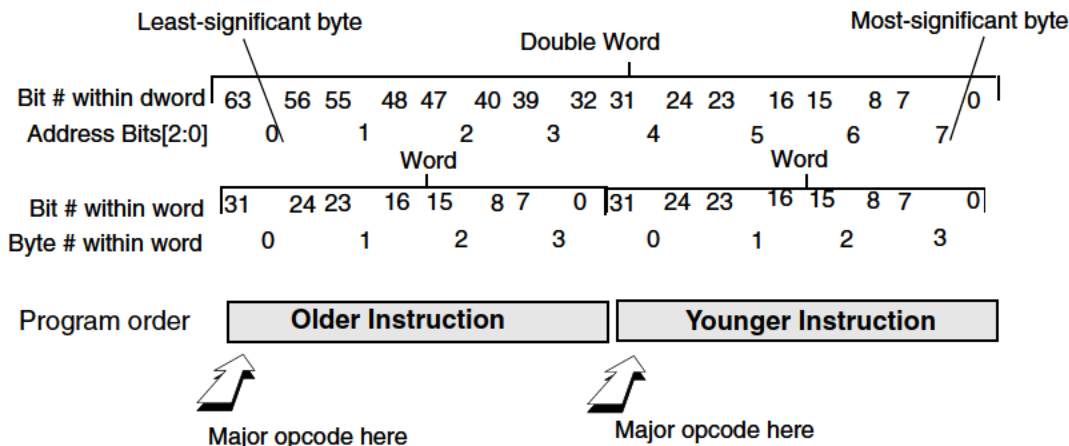 Least-significant byte
Most-significant byte
Double Word
Bit # within dword 63 56 55 48 47 40 39 32 31 24 23 16 15 8 7 0
Address Bits[2:0] 0 1 2 3 4 5 6 7
Word Word
Bit # within word 31 24 23 16 15 8 7 0 31 24 23 16 15 8 7 0
Byte # within word 0 1 2 3 0 1 2 3
Program order Older Instruction Younger Instruction
Major opcode here Major opcode here